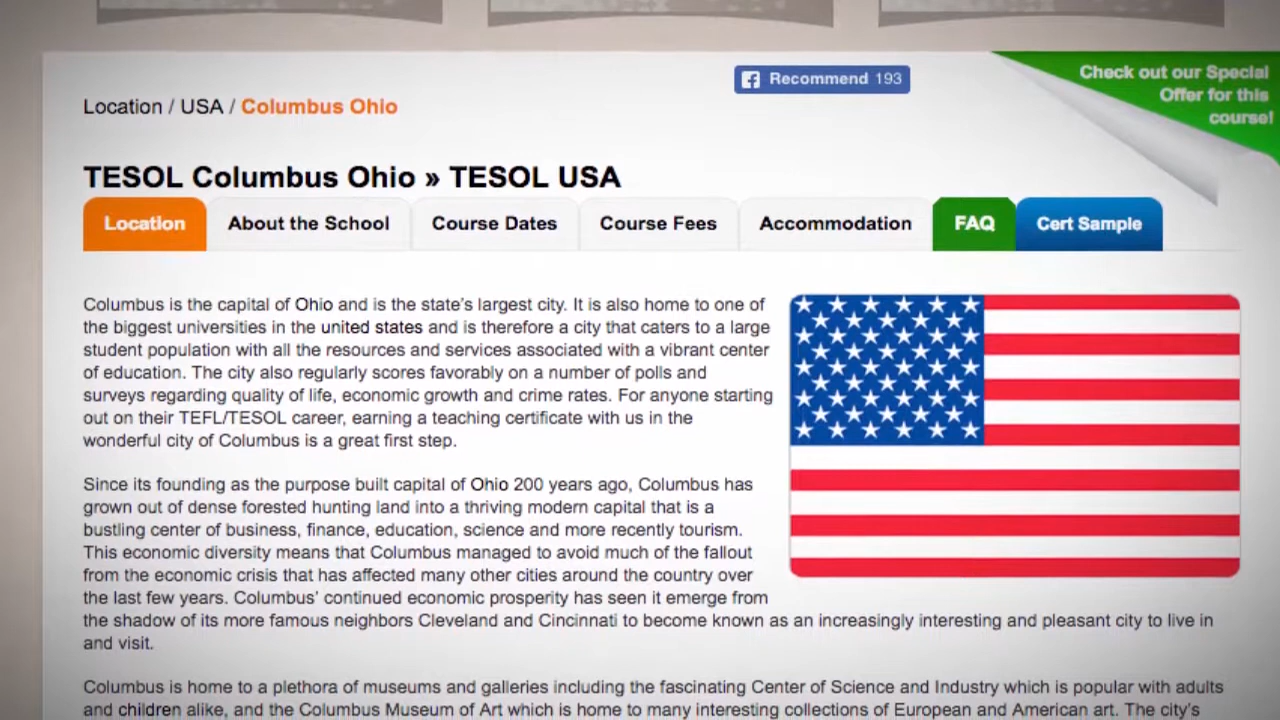 Recommend 193
Check out our Special
Offer for this
course!
Location / USA / Columbus Ohio
TESOL Columbus Ohio » TESOL USA
Location About the School Course Dates Course Fees Accommodation FAQ Cert Sample
Columbus is the capital of Ohio and is the state's largest city. It is also home to one of
the biggest universities in the united states and is therefore a city that caters to a large
student population with all the resources and services associated with a vibrant center
of education. The city also regularly scores favorably on a number of polls and
surveys regarding quality of life, economic growth and crime rates. For anyone starting
out on their TEFL/TESOL career, earning a teaching certificate with us in the
wonderful city of Columbus is a great first step.
Since its founding as the purpose built capital of Ohio 200 years ago, Columbus has
grown out of dense forested hunting land into a thriving modern capital that is a
bustling center of business, finance, education, science and more recently tourism.
This economic diversity means that Columbus managed to avoid much of the fallout
from the economic crisis that has affected many other cities around the country over
the last few years. Columbus' continued economic prosperity has seen it emerge from
the shadow of its more famous neighbors Cleveland and Cincinnati to become known as an increasingly interesting and pleasant city to live in
and visit.
Columbus is home to a plethora of museums and galleries including the fascinating Center of Science and Industry which is popular with adults
and children alike, and the Columbus Museum of Art which is home to many interesting collections of European and American art. The city's